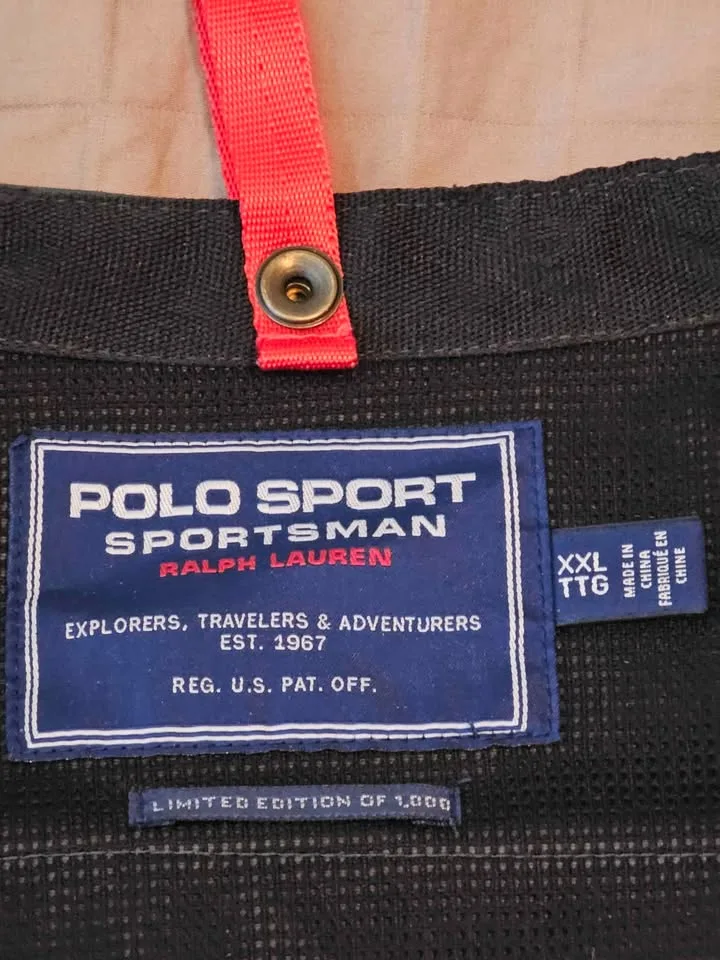 POLO SPORT
SPORTSMAN
RALPH LAUREN
EXPLORERS, TRAVELERS & ADVENTURERS
EST. 1967
REG. U.S. PAT. OFF.
XXL
TTG
MADE IN
CHINA
FABRIQUÉ EN
CHINE
LIMITED EDITION OF 1,000